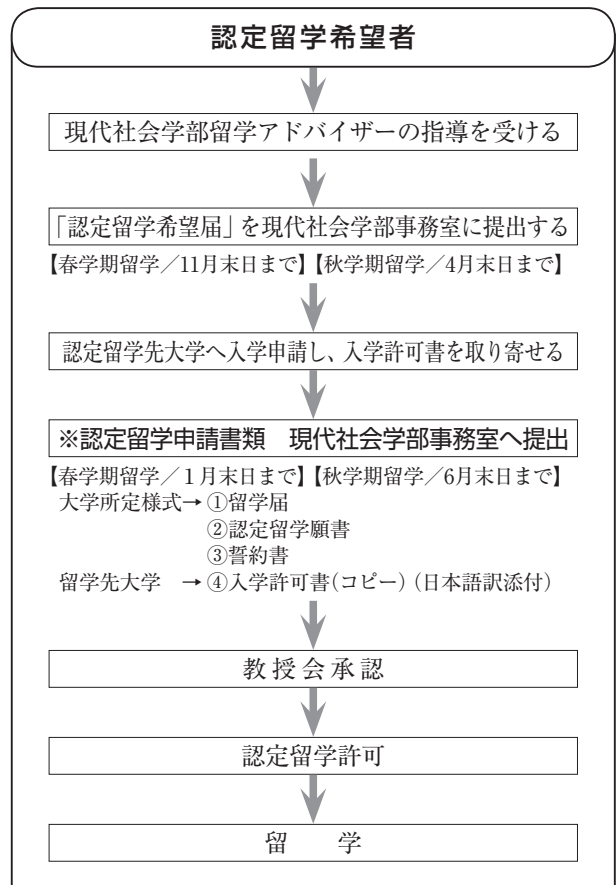 認定留学希望者
現代社会学部留学アドバイザーの指導を受ける
「認定留学希望届」を現代社会学部事務室に提出する
【春学期留学／11月末日まで】【秋学期留学／4月末日まで】
認定留学先大学へ入学申請し、入学許可書を取り寄せる
※認定留学申請書類　現代社会学部事務室へ提出
【春学期留学／１月末日まで】【秋学期留学／6月末日まで】
大学所定様式→①留学届
②認定留学願書
③誓約書
留学先大学　→④入学許可書(コピー)(日本語訳添付)
教授会承認
認定留学許可
留　　学